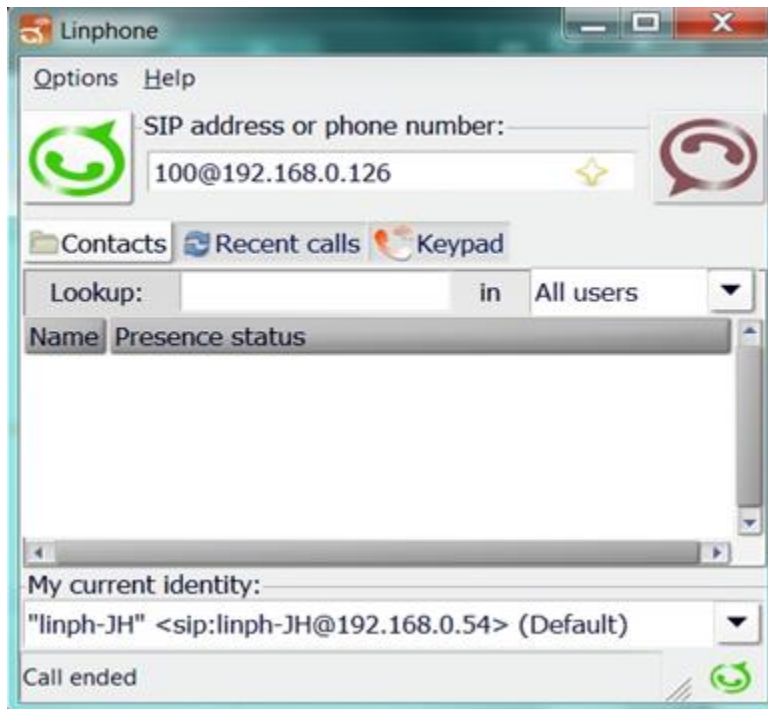 Linphone
Options Help
SIP address or phone number:
100@192.168.0.126
Contacts Recent calls Keypad
Lookup: in All users
Name Presence status
My current identity:
"linph-JH" <sip:linph-JH@192.168.0.54> (Default)
Call ended